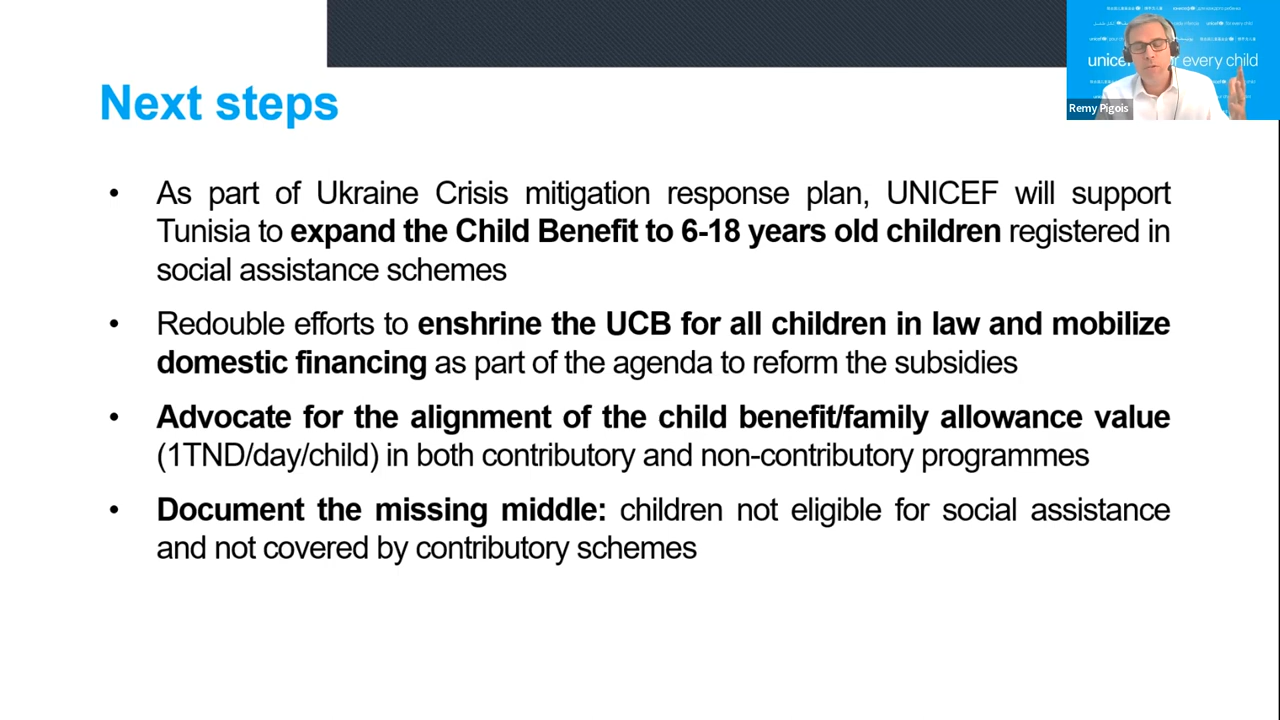 Next steps
unicef for every child
Remy Pigois
• As part of Ukraine Crisis mitigation response plan, UNICEF will support
Tunisia to expand the Child Benefit to 6-18 years old children registered in
social assistance schemes
• Redouble efforts to enshrine the UCB for all children in law and mobilize
domestic financing as part of the agenda to reform the subsidies
• Advocate for the alignment of the child benefit/family allowance value
(1TND/day/child) in both contributory and non-contributory programmes
• Document the missing middle: children not eligible for social assistance
and not covered by contributory schemes